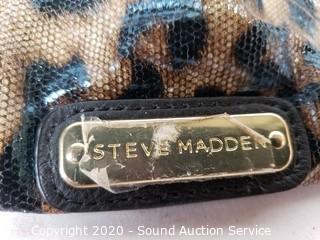 STEVE MADDEN
Copyright © 2020 - Sound Auction Service